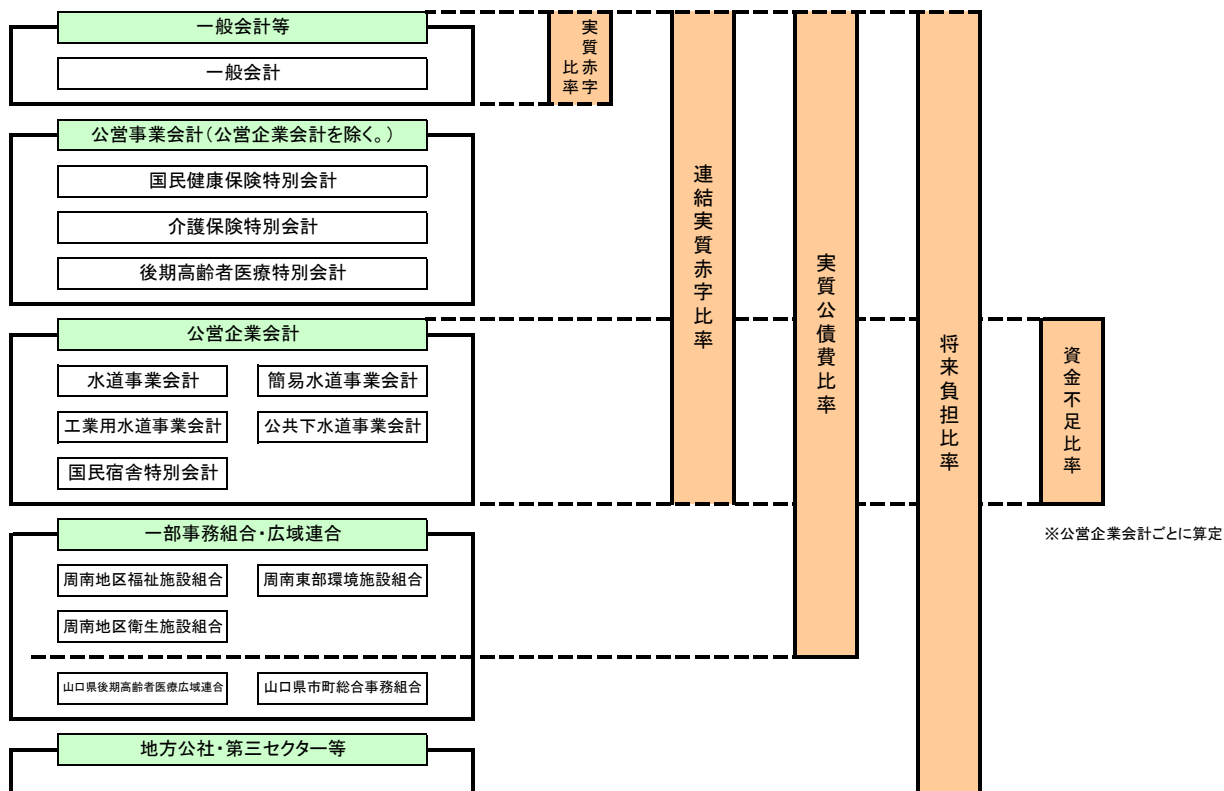 一般会計等
一般会計
公営事業会計（公営企業会計を除く。）
国民健康保険特別会計
介護保険特別会計
後期高齢者医療特別会計
公営企業会計
水道事業会計
簡易水道事業会計
工業用水道事業会計
公共下水道事業会計
国民宿舎特別会計
一部事務組合・広域連合
周南地区福祉施設組合
周南東部環境施設組合
周南地区衛生施設組合
山口県後期高齢者医療広域連合
山口県市町総合事務組合
地方公社・第三セクター等
実質赤字
比率
連結実質赤字比率
実質公債費比率
将来負担比率
資金不足比率
※公営企業会計ごとに算定